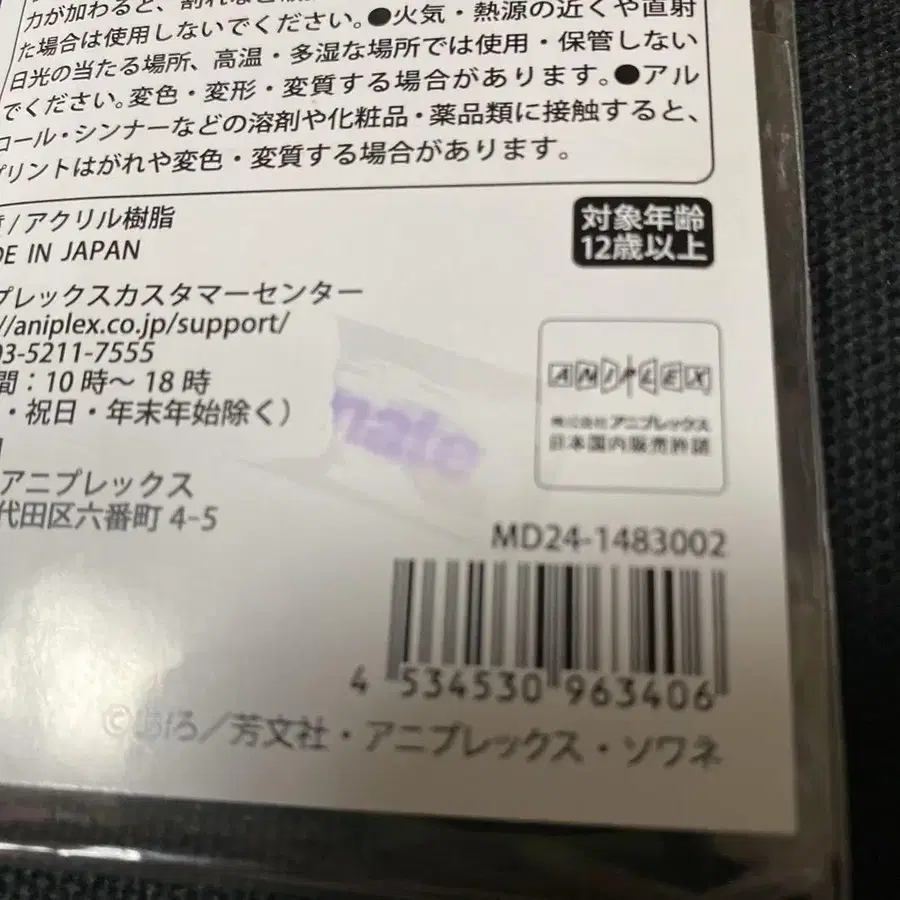 力が加わると、割れ
た場合は使用しないでください。●火気・熱源の近くや直射
日光の当たる場所、高温・多湿な場所では使用・保管しない
でください。変色・変形・変質する場合があります。●アル
コール・シンナーなどの溶剤や化粧品・薬品類に接触すると、
プリントはがれや変色・変質する場合があります。
/ アクリル樹脂
DE IN JAPAN
対象年齢
12歳以上
プレックスカスタマーセンター
//aniplex.co.jp/support/
03-5211-7555
間:10時〜18時
・祝日・年末年始除く）
アニプレックス
代田区六番町 4-5
mate
ANIPLEX
株式会社 アニプレックス
日本国内販売許諾
MD24-1483002
4 534530 963406
©あfろ／芳文社・アニプレックス・ソワネ